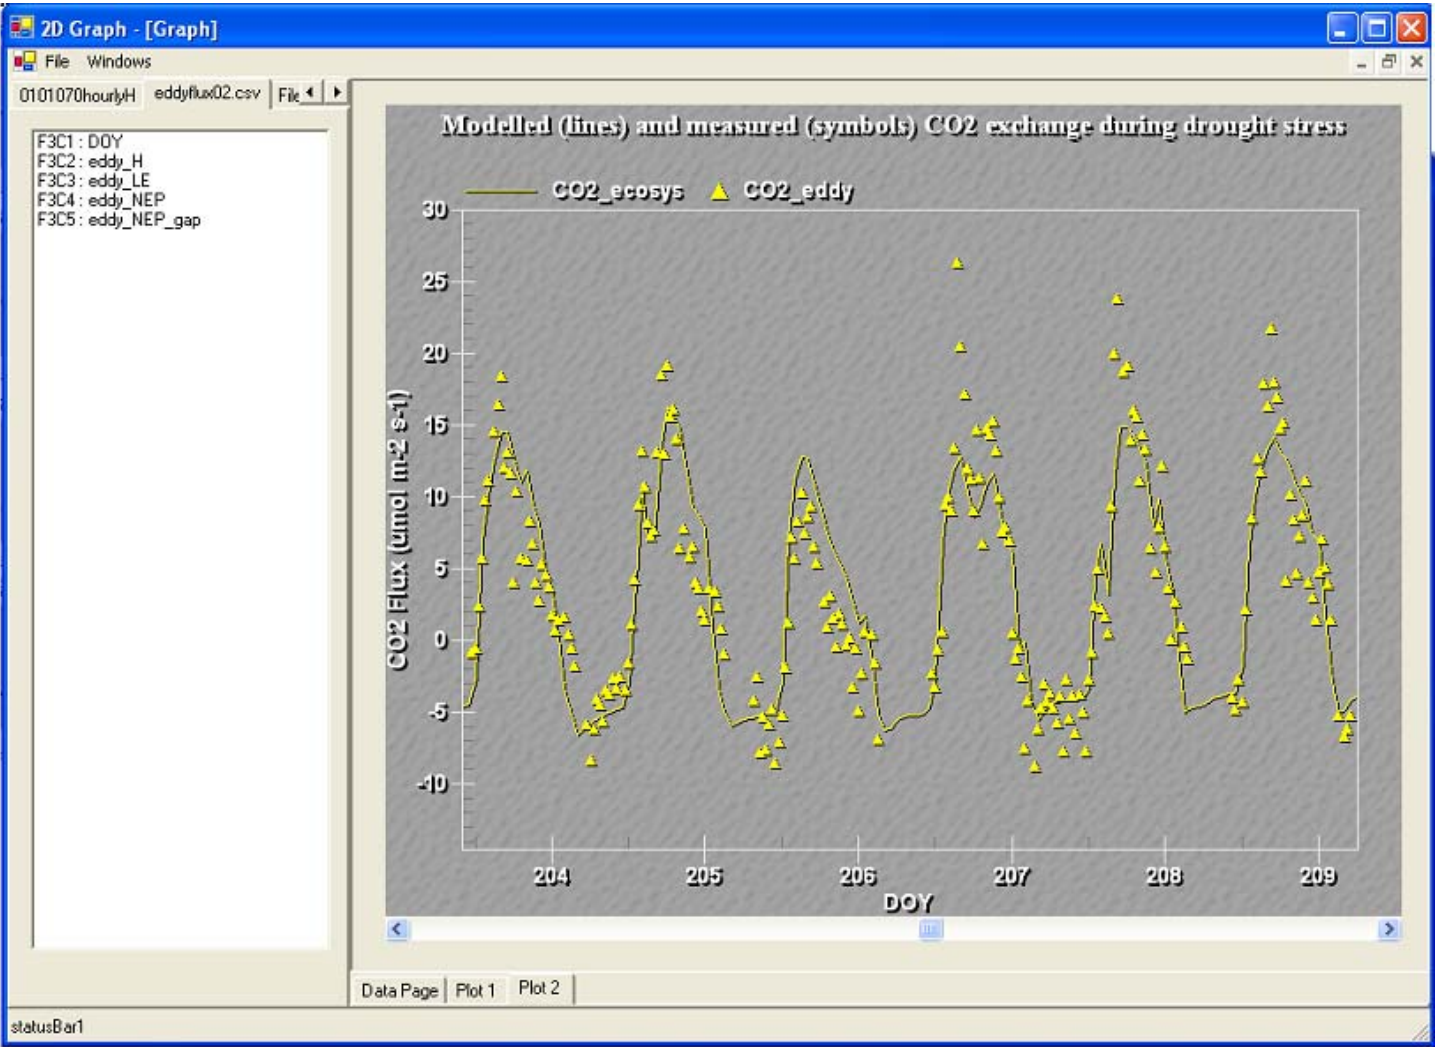 2D Graph - [Graph]
File Windows
0101070hourlyH eddyflux02.csv File
F3C1 : DOY
F3C2 : eddy_H
F3C3 : eddy_LE
F3C4 : eddy_NEP
F3C5 : eddy_NEP_gap
Modelled (lines) and measured (symbols) CO2 exchange during drought stress
CO2_ecosys CO2_eddy
30
25
20
15
10
5
0
-5
-10
CO2 Flux (umol m-2 s-1)
204 205 206 207 208 209
DOY
Data Page Plot 1 Plot 2
statusBar1